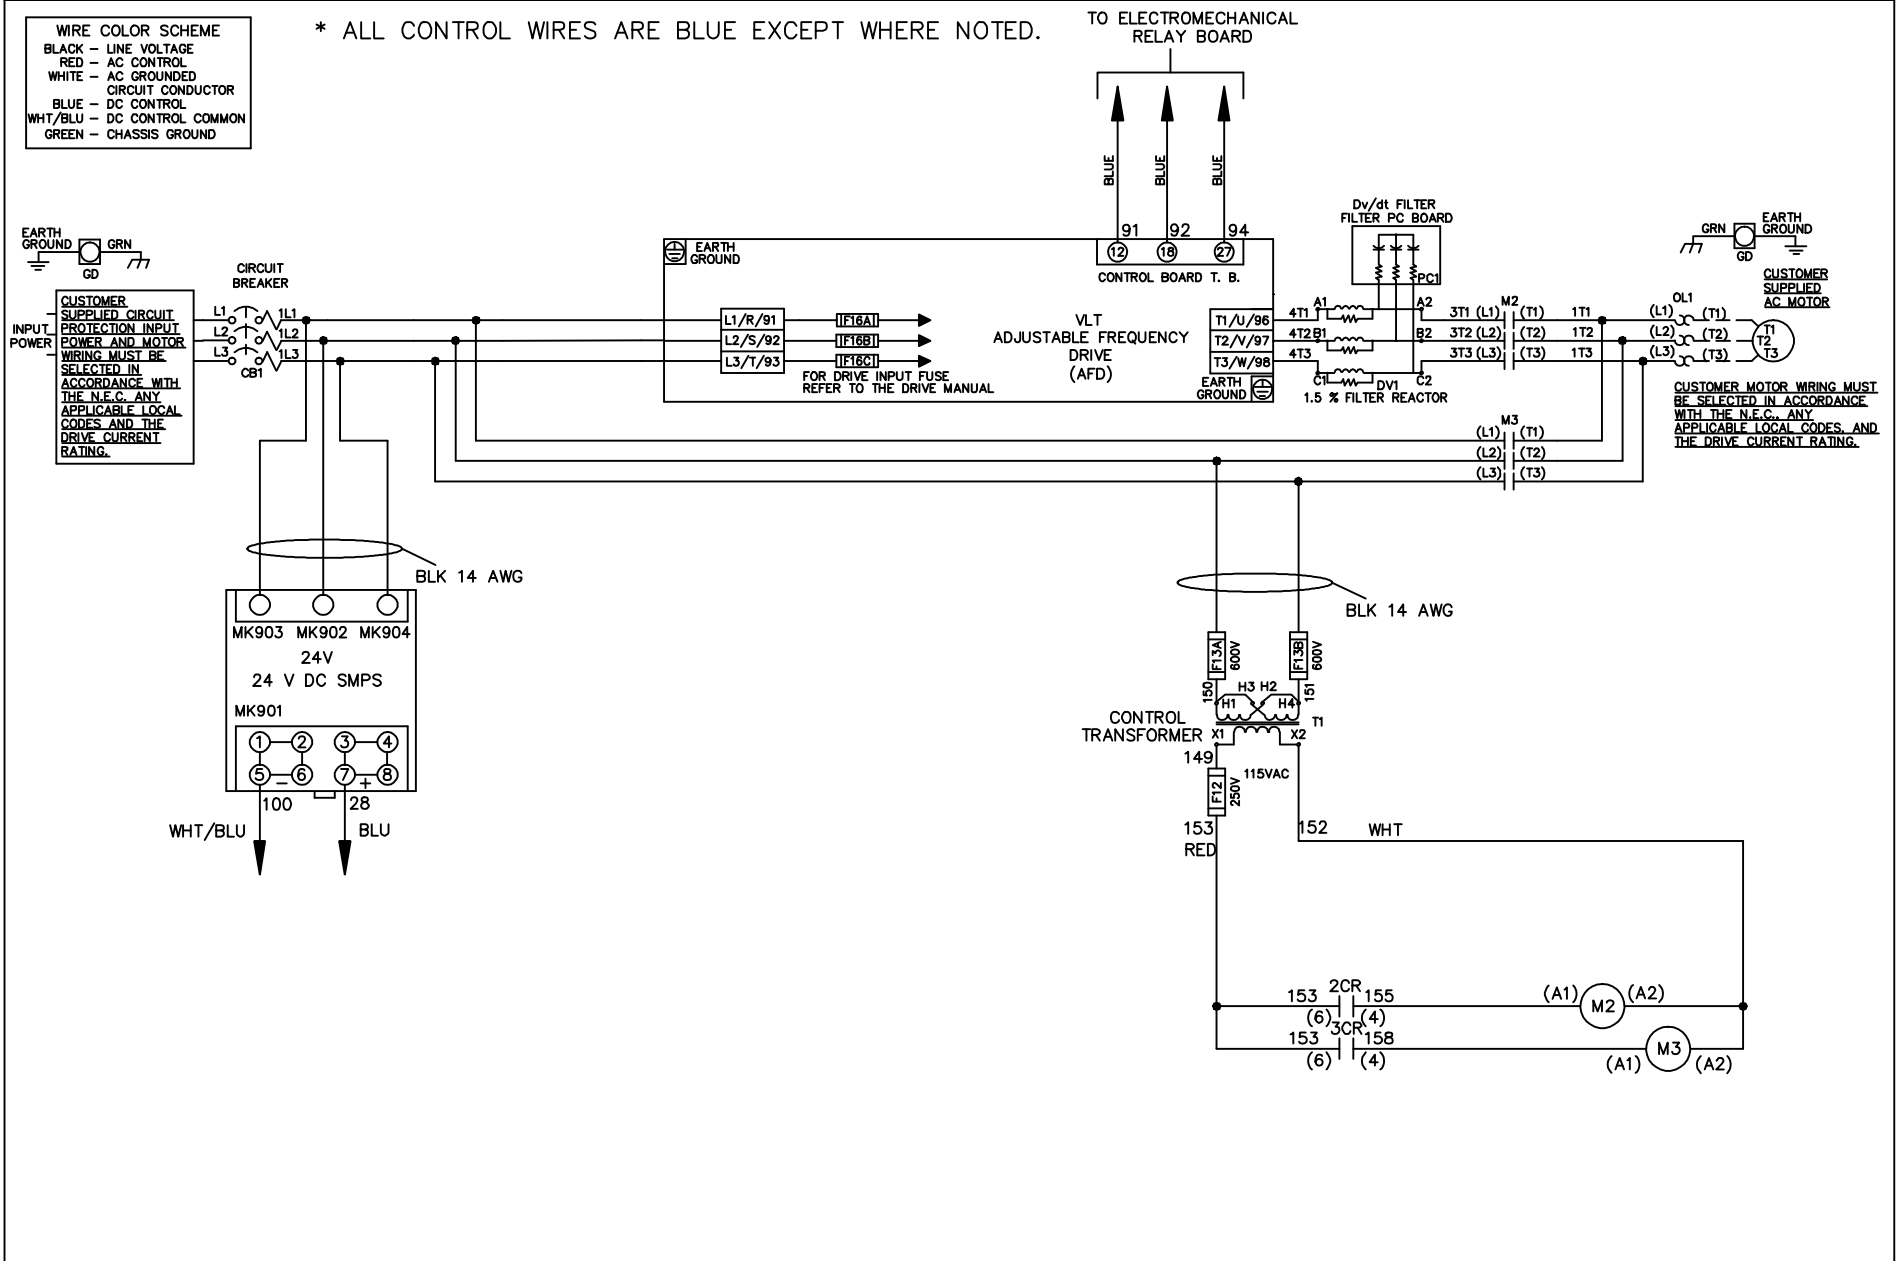 WIRE COLOR SCHEME
BLACK – LINE VOLTAGE
RED – AC CONTROL
WHITE – AC GROUNDED
CIRCUIT CONDUCTOR
BLUE – DC CONTROL
WHT/BLU – DC CONTROL COMMON
GREEN – CHASSIS GROUND
* ALL CONTROL WIRES ARE BLUE EXCEPT WHERE NOTED.
TO ELECTROMECHANICAL
RELAY BOARD
BLUE
BLUE
BLUE
91 92 94
12 18 27
CONTROL BOARD T. B.
EARTH
GROUND
GRN
GD
CIRCUIT
BREAKER
INPUT
POWER
CUSTOMER
SUPPLIED CIRCUIT
PROTECTION INPUT
POWER AND MOTOR
WIRING MUST BE
SELECTED IN
ACCORDANCE WITH
THE N.E.C. ANY
APPLICABLE LOCAL
CODES AND THE
DRIVE CURRENT
RATING.
L1 1L1
L2 1L2
L3 1L3
CB1
EARTH
GROUND
L1/R/91 IF16A
L2/S/92 IF16B
L3/T/93 IF16C
FOR DRIVE INPUT FUSE
REFER TO THE DRIVE MANUAL
VLT
ADJUSTABLE FREQUENCY
DRIVE
(AFD)
T1/U/96 4T1
T2/V/97 4T2
T3/W/98 4T3
EARTH
GROUND
Dv/dt FILTER
FILTER PC BOARD
PC1
A1 A2
B1 B2
C1 C2
DV1
1.5 % FILTER REACTOR
M2
3T1 (L1) (T1) 1T1
3T2 (L2) (T2) 1T2
3T3 (L3) (T3) 1T3
GRN
GD
EARTH
GROUND
CUSTOMER
SUPPLIED
AC MOTOR
OL1
(L1) (T1) T1
(L2) (T2) T2
(L3) (T3) T3
CUSTOMER MOTOR WIRING MUST
BE SELECTED IN ACCORDANCE
WITH THE N.E.C., ANY
APPLICABLE LOCAL CODES, AND
THE DRIVE CURRENT RATING.
M3
(L1) (T1)
(L2) (T2)
(L3) (T3)
BLK 14 AWG
MK903 MK902 MK904
24V
24 V DC SMPS
MK901
1 2 3 4
5 – 6 7 + 8
100 28
WHT/BLU BLU
BLK 14 AWG
F13A 600V
F13B 600V
150 151
H3 H2
H1 H4
T1
CONTROL
TRANSFORMER
X1 X2
149
115VAC
F12 250V
153
RED
152 WHT
2CR
153 155
(6) (4)
(A1) M2 (A2)
3CR
153 158
(6) (4)
(A1) M3 (A2)